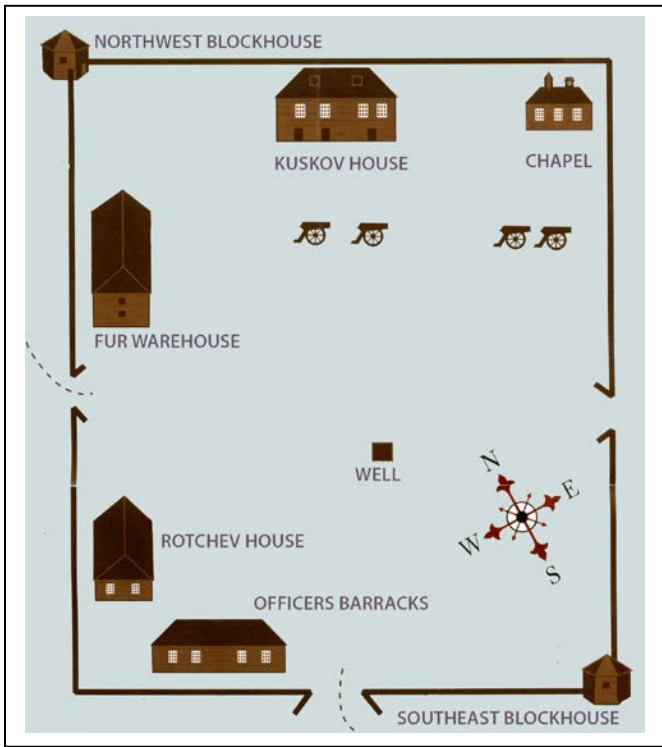 NORTHWEST BLOCKHOUSE
KUSKOV HOUSE
CHAPEL
FUR WAREHOUSE
WELL
N
E
W
S
ROTCHEV HOUSE
OFFICERS BARRACKS
SOUTHEAST BLOCKHOUSE